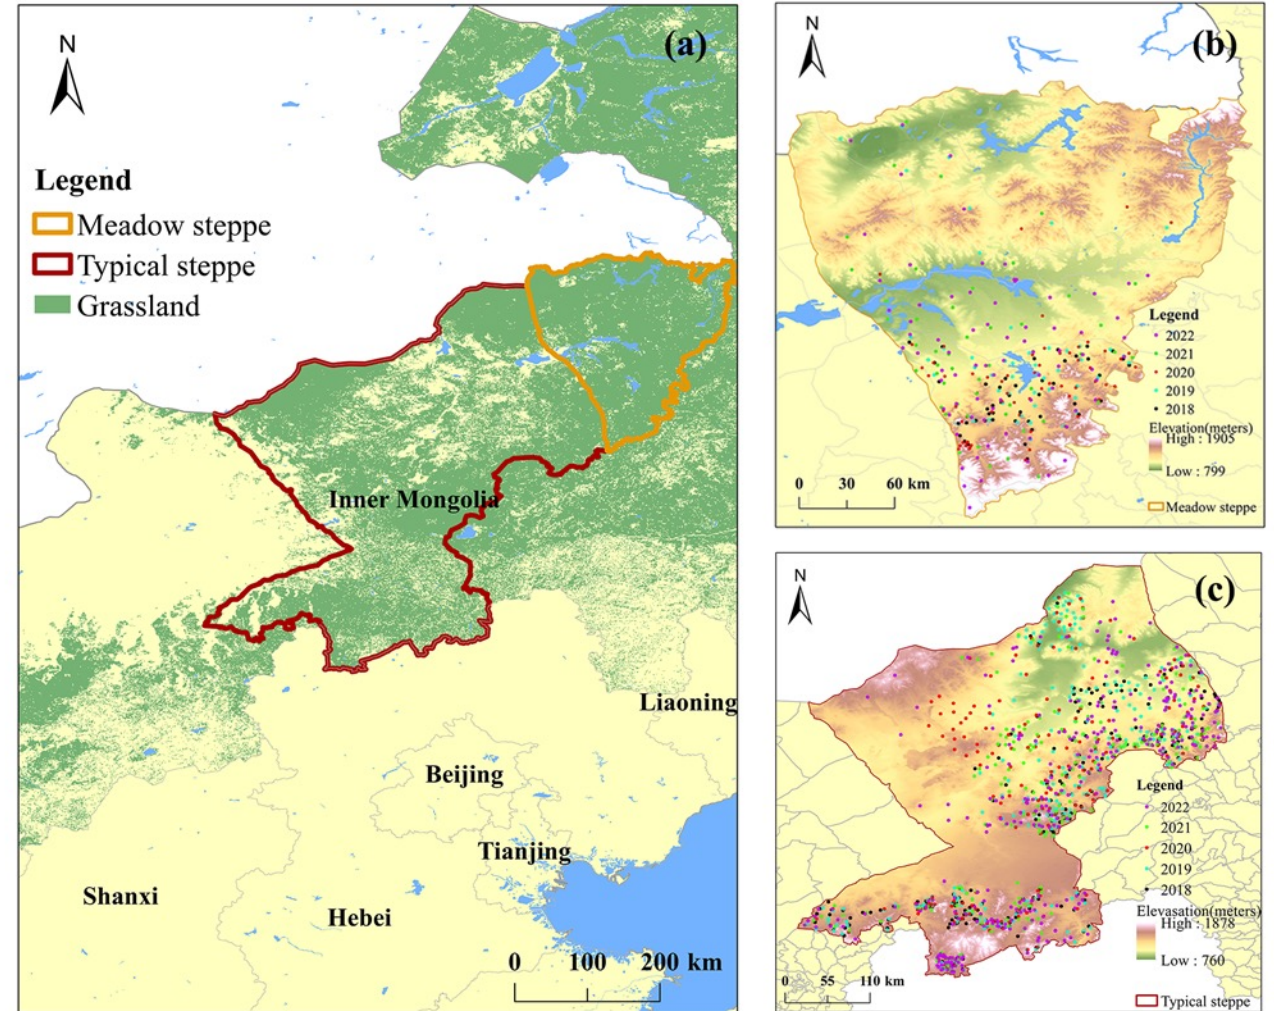 N
(a)
Legend
Meadow steppe
Typical steppe
Grassland
Inner Mongolia
Liaoning
Beijing
Tianjing
Shanxi
Hebei
0 100 200 km
N
(b)
Legend
2022
2021
2020
2019
2018
Elevation(meters)
High : 1905
Low : 799
0 30 60 km
Meadow steppe
N
(c)
Legend
2022
2021
2020
2019
2018
Elevasation(meters)
High : 1878
Low : 760
0 55 110 km
Typical steppe